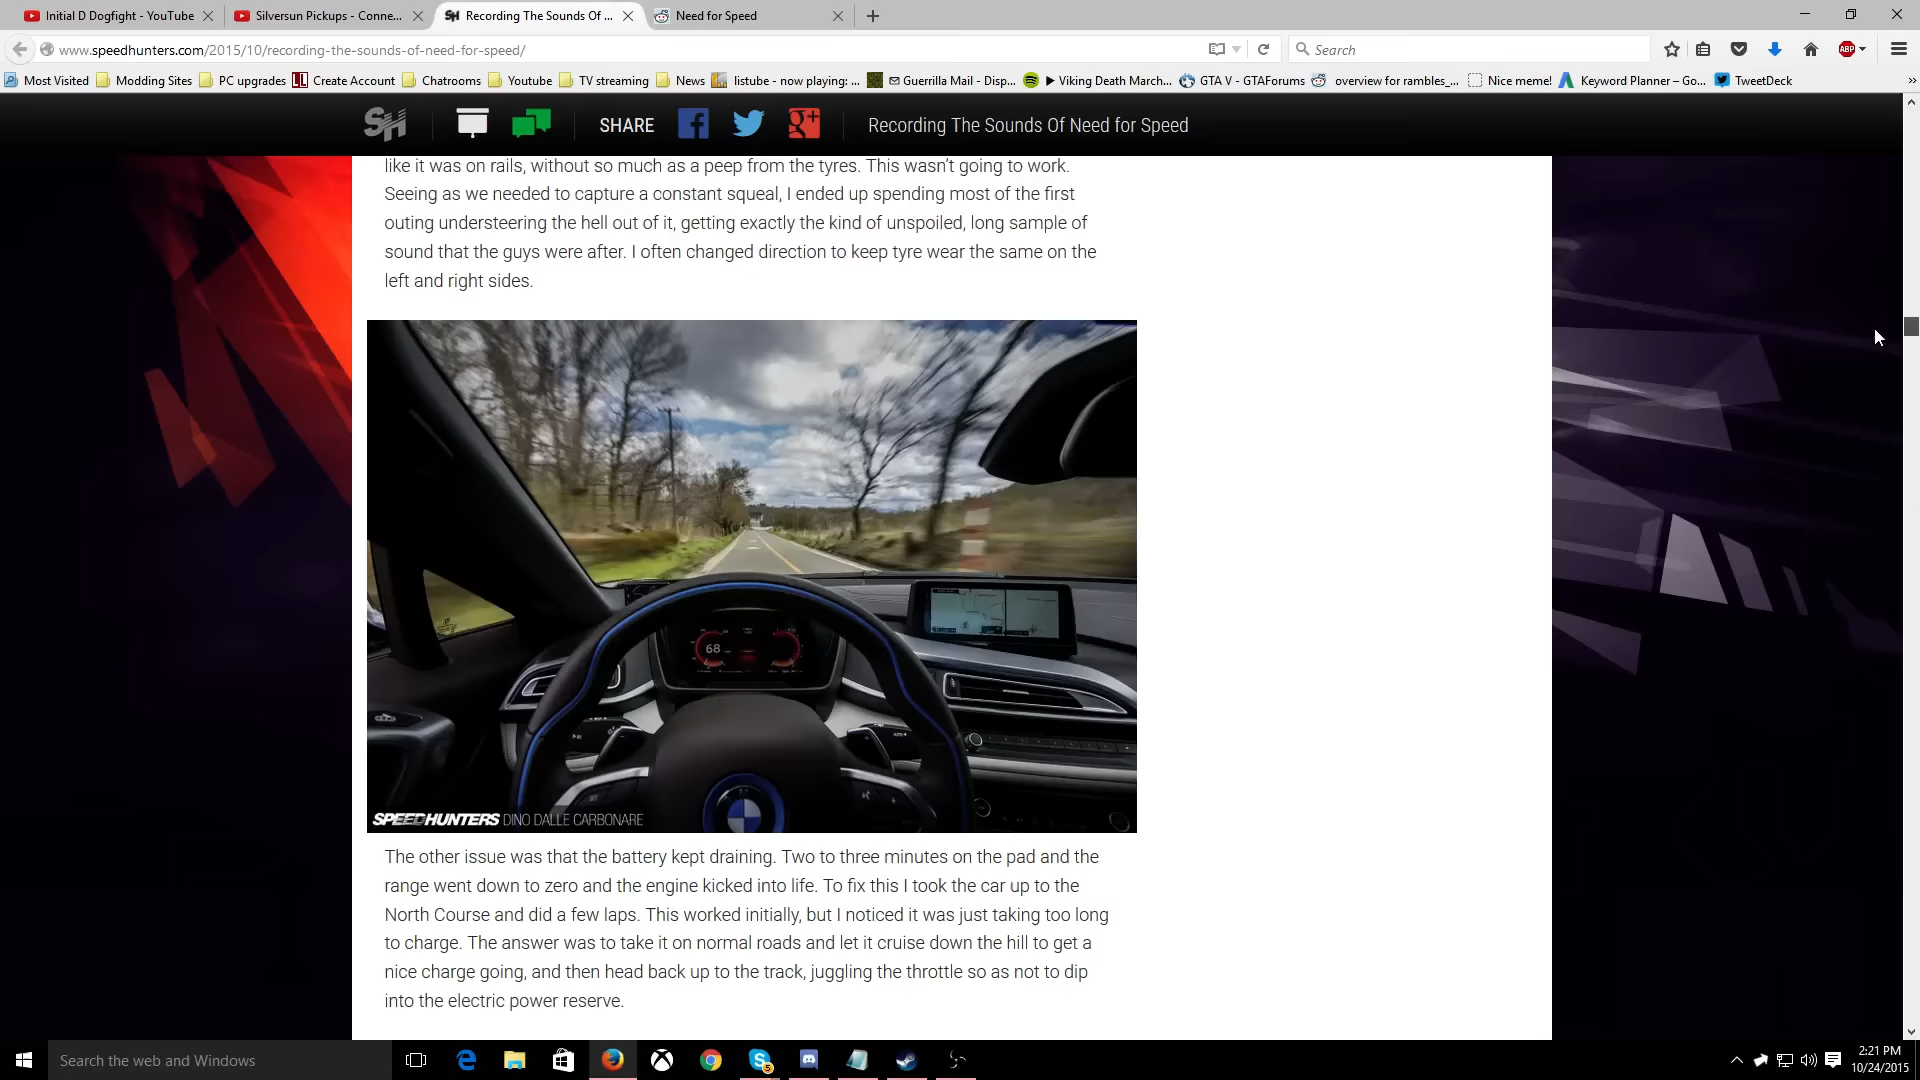 Initial D Dogfight - YouTube
Silversun Pickups - Conne...
SH Recording The Sounds Of ...
Need for Speed
www.speedhunters.com/2015/10/recording-the-sounds-of-need-for-speed/
Search
ABP
Most Visited
Modding Sites
PC upgrades
Create Account
Chatrooms
Youtube
TV streaming
News
listube - now playing: ...
Guerrilla Mail - Disp...
Viking Death March...
GTA V - GTAForums
overview for rambles_...
Nice meme!
Keyword Planner – Go...
TweetDeck
SH
SHARE
Recording The Sounds Of Need for Speed
like it was on rails, without so much as a peep from the tyres. This wasn’t going to work.
Seeing as we needed to capture a constant squeal, I ended up spending most of the first
outing understeering the hell out of it, getting exactly the kind of unspoiled, long sample of
sound that the guys were after. I often changed direction to keep tyre wear the same on the
left and right sides.
68
SPEEDHUNTERS DINO DALLE CARBONARE
The other issue was that the battery kept draining. Two to three minutes on the pad and the
range went down to zero and the engine kicked into life. To fix this I took the car up to the
North Course and did a few laps. This worked initially, but I noticed it was just taking too long
to charge. The answer was to take it on normal roads and let it cruise down the hill to get a
nice charge going, and then head back up to the track, juggling the throttle so as not to dip
into the electric power reserve.
Search the web and Windows
5
2:21 PM
10/24/2015